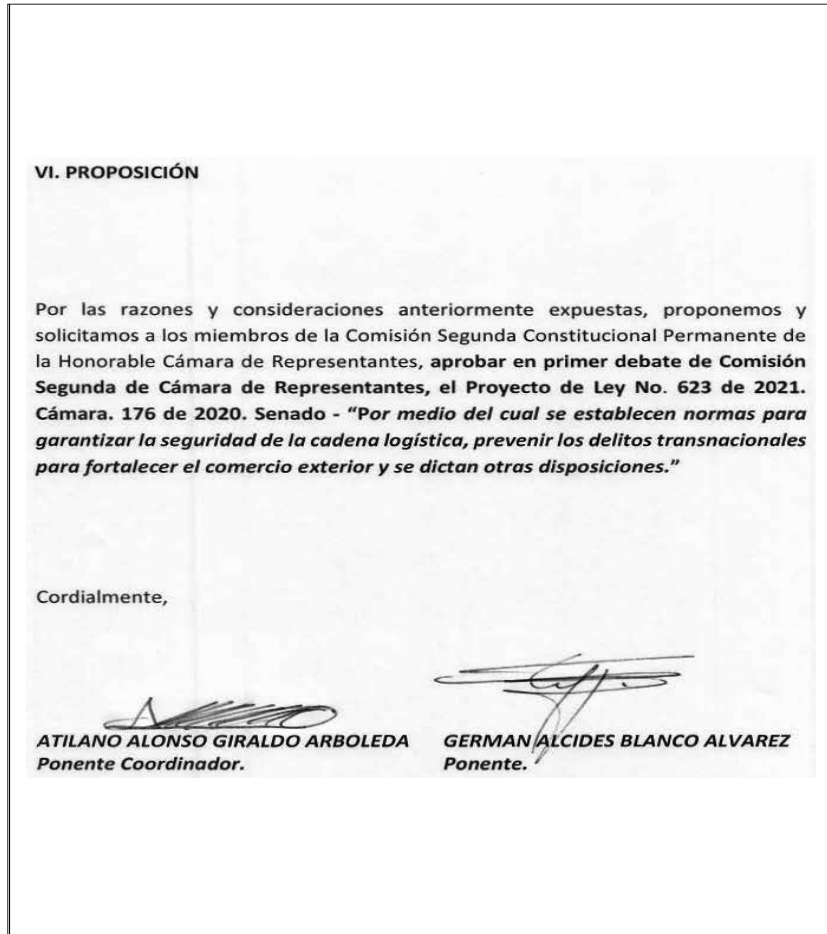 VI. PROPOSICIÓN
Por las razones y consideraciones anteriormente expuestas, proponemos y
solicitamos a los miembros de la Comisión Segunda Constitucional Permanente de
la Honorable Cámara de Representantes, aprobar en primer debate de Comisión
Segunda de Cámara de Representantes, el Proyecto de Ley No. 623 de 2021.
Cámara. 176 de 2020. Senado - “Por medio del cual se establecen normas para
garantizar la seguridad de la cadena logística, prevenir los delitos transnacionales
para fortalecer el comercio exterior y se dictan otras disposiciones.”
Cordialmente,
ATILANO ALONSO GIRALDO ARBOLEDA GERMAN ALCIDES BLANCO ALVAREZ
Ponente Coordinador. Ponente.